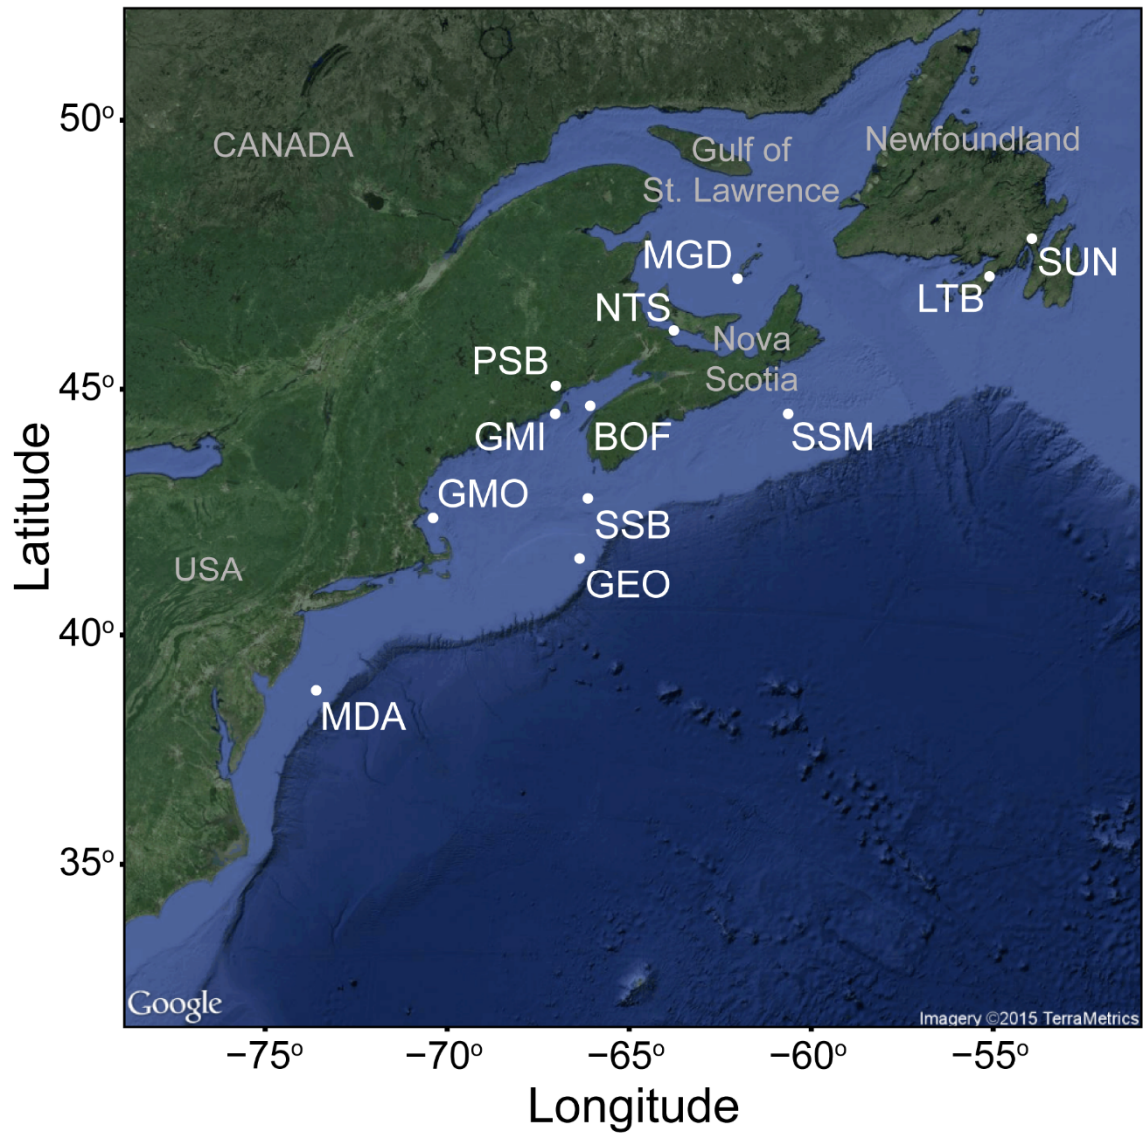 50°
CANADA
Gulf of
St. Lawrence
Newfoundland
MGD
SUN
LTB
NTS
Nova
Scotia
PSB
45°
GMI
BOF
SSM
GMO
SSB
USA
GEO
40°
MDA
35°
Latitude
Google
Imagery ©2015 TerraMetrics
−75°
−70°
−65°
−60°
−55°
Longitude